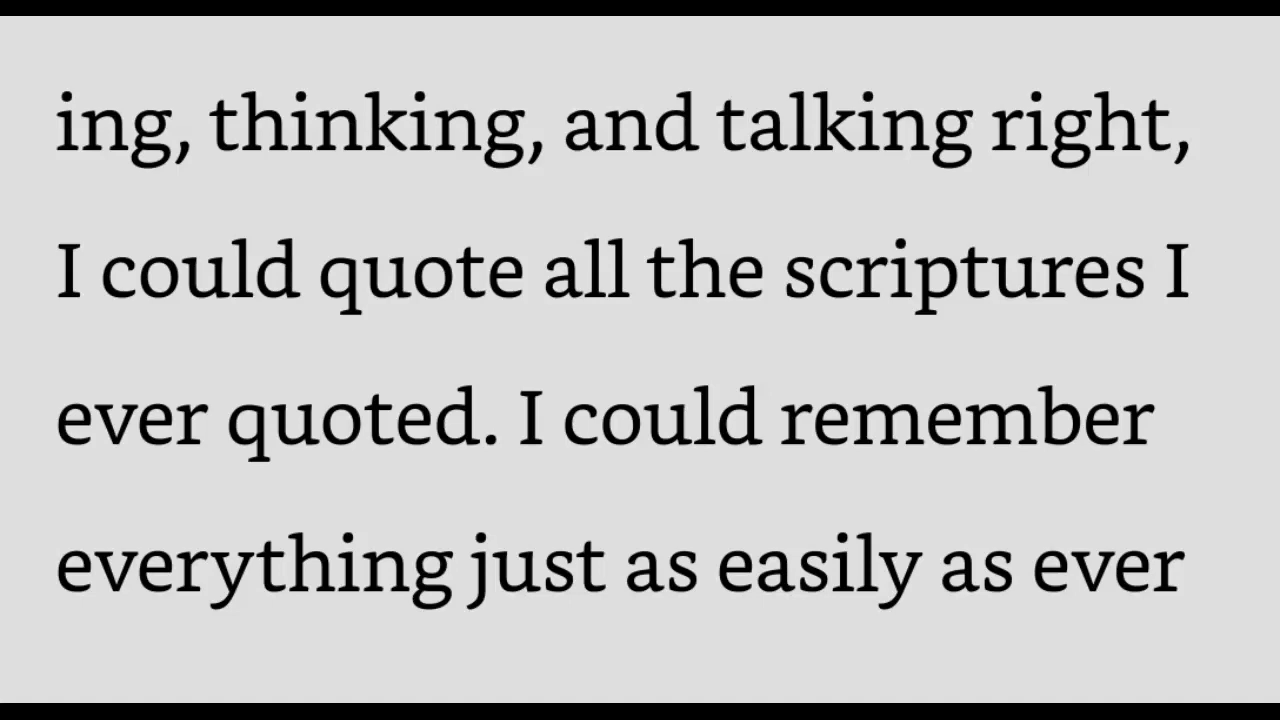 ing, thinking, and talking right,
I could quote all the scriptures I
ever quoted. I could remember
everything just as easily as ever